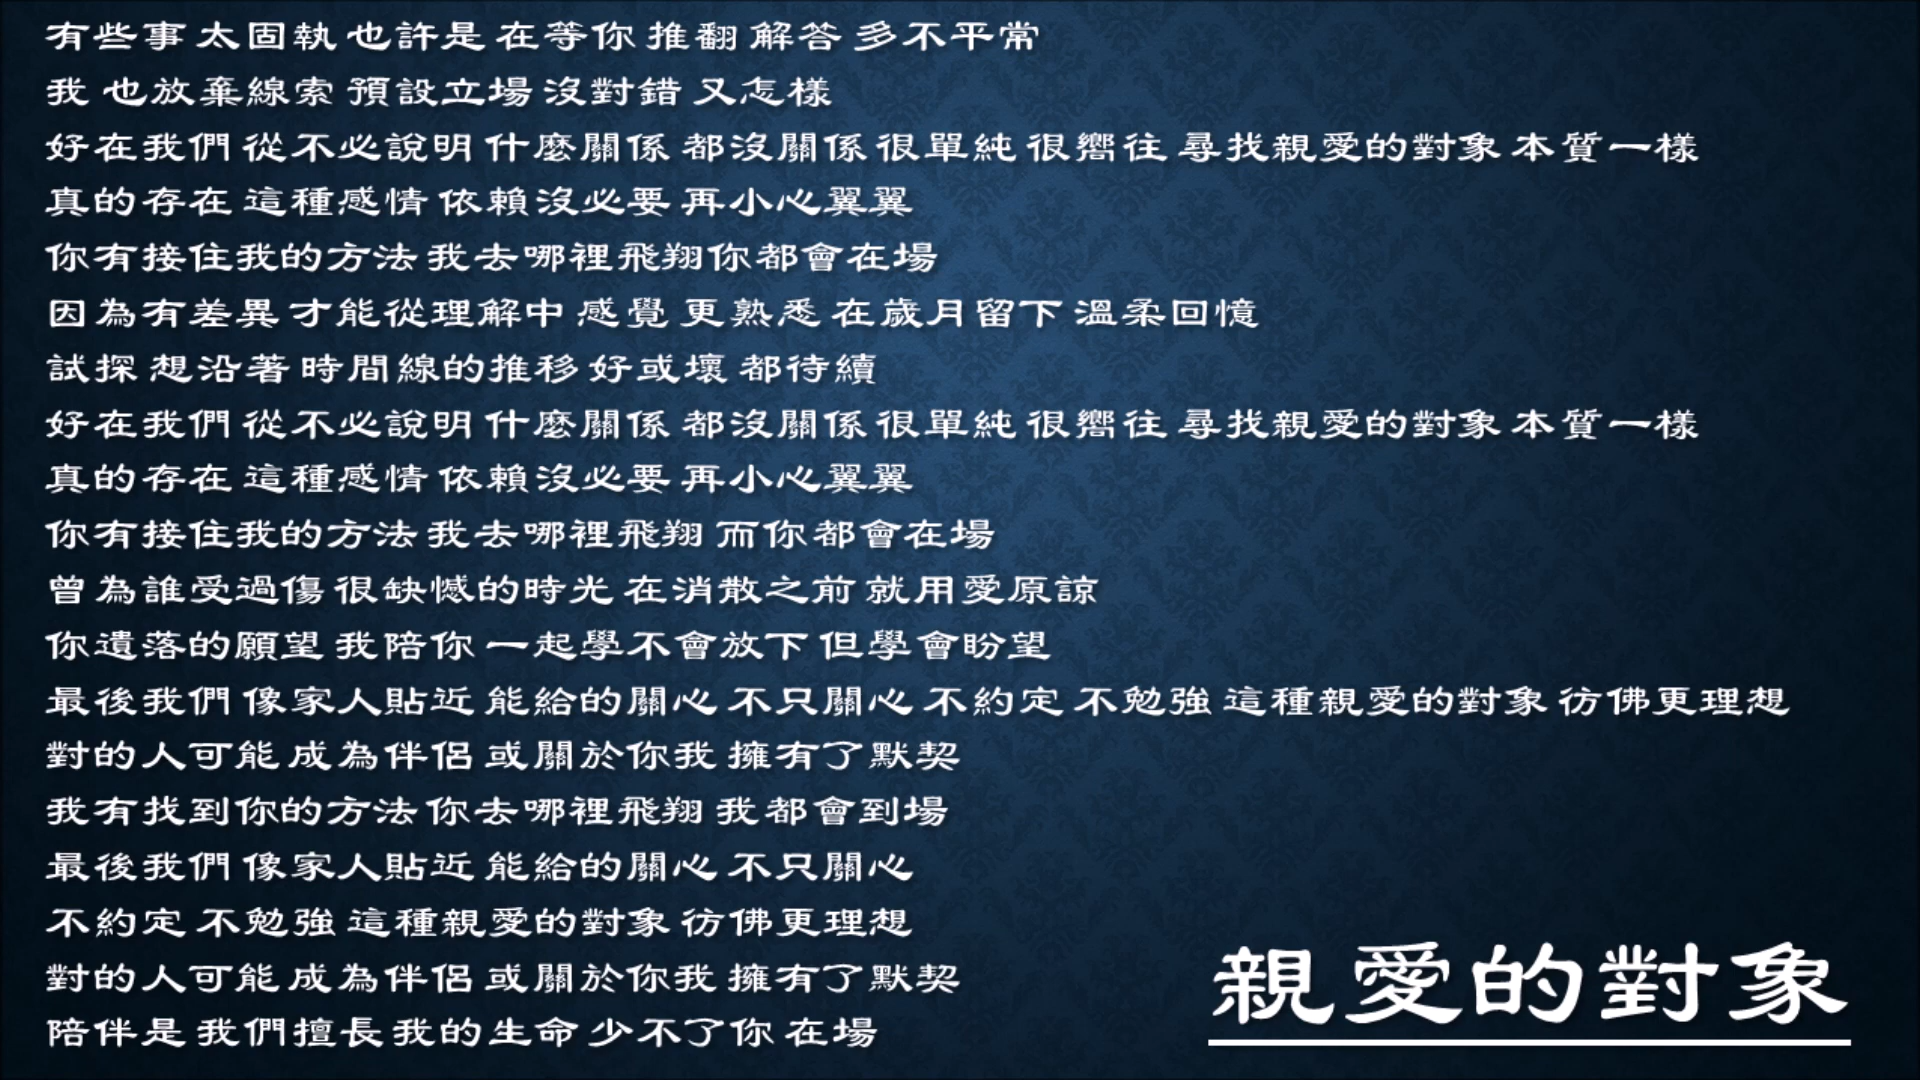 有些事 太固執 也許是 在等你 推翻 解答 多不平常
我 也放棄線索 預設立場 沒對錯 又怎樣
好在我們 從不必說明 什麼關係 都沒關係 很單純 很嚮往 尋找親愛的對象 本質一樣
真的存在 這種感情 依賴沒必要 再小心翼翼
你有接住我的方法 我去哪裡飛翔你都會在場
因為有差異 才能從理解中 感覺 更熟悉 在歲月留下 溫柔回憶
試探 想沿著 時間線的推移 好或壞 都待續
好在我們 從不必說明 什麼關係 都沒關係 很單純 很嚮往 尋找親愛的對象 本質一樣
真的存在 這種感情 依賴沒必要 再小心翼翼
你有接住我的方法 我去哪裡飛翔 而你都會在場
曾為誰受過傷 很缺憾的時光 在消散之前 就用愛原諒
你遺落的願望 我陪你 一起學不會放下 但學會盼望
最後我們 像家人貼近 能給的關心 不只關心 不約定 不勉強 這種親愛的對象 彷彿更理想
對的人可能 成為伴侶 或關於你我 擁有了默契
我有找到你的方法 你去哪裡飛翔 我都會到場
最後我們 像家人貼近 能給的關心 不只關心
不約定 不勉強 這種親愛的對象 彷彿更理想
對的人可能 成為伴侶 或關於你我 擁有了默契
陪伴是 我們擅長 我的生命 少不了你 在場
親愛的對象